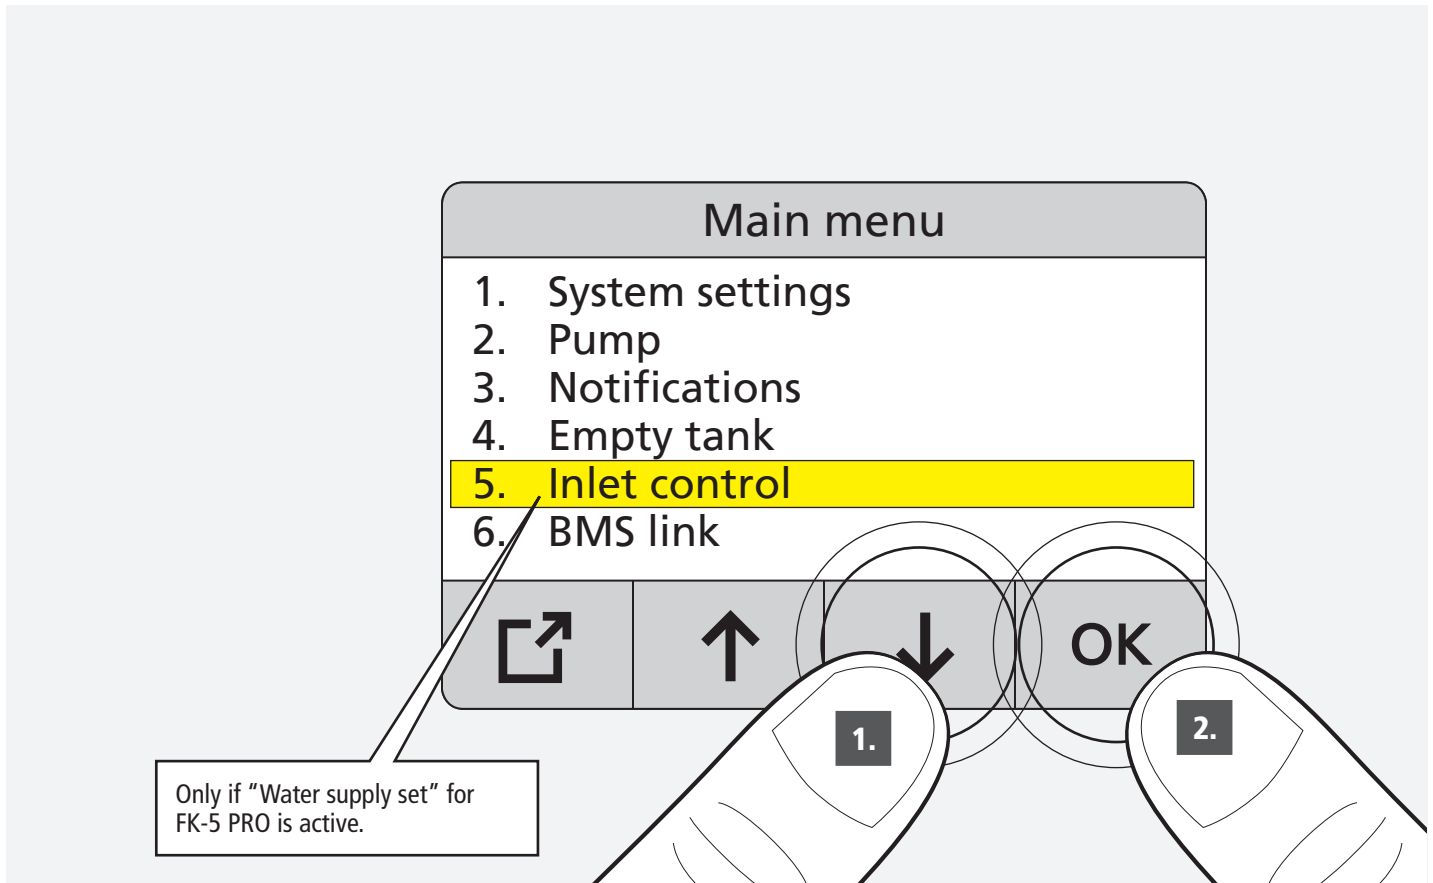 Main menu
1. System settings
2. Pump
3. Notifications
4. Empty tank
5. Inlet control
6. BMS link
OK
1.
2.
Only if "Water supply set" for
FK-5 PRO is active.